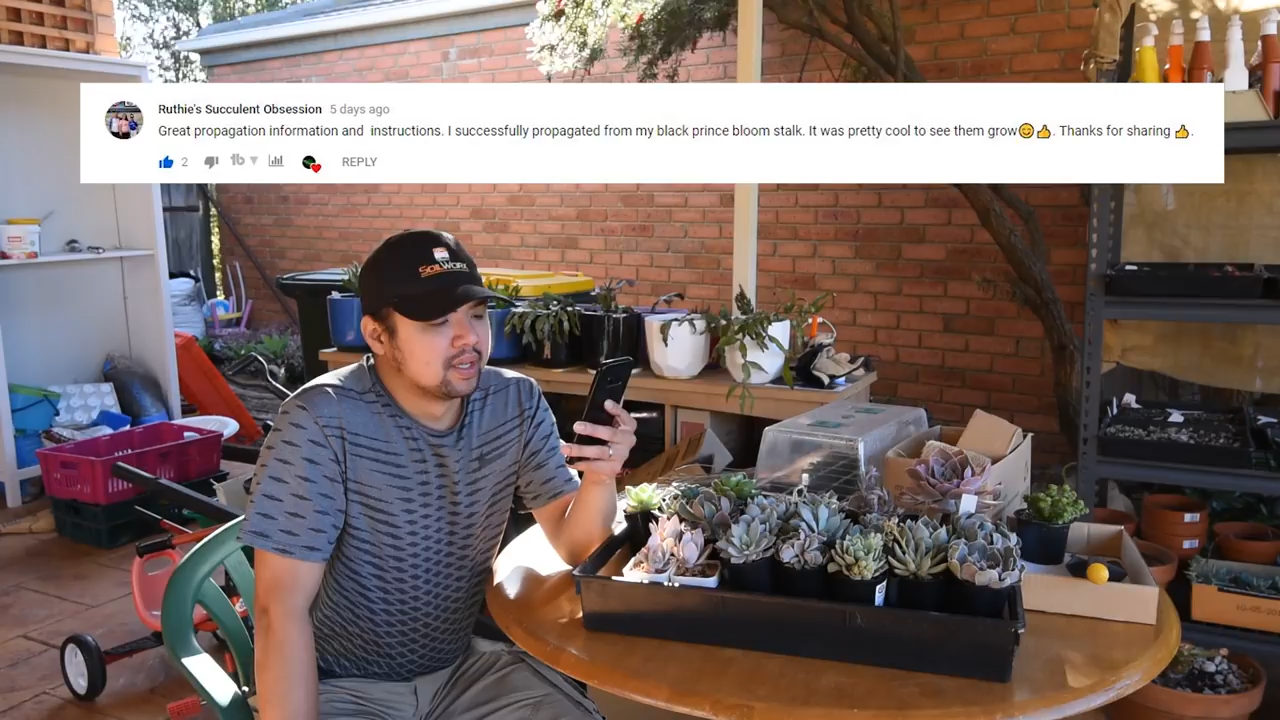 Ruthie's Succulent Obsession 5 days ago
Great propagation information and instructions. I successfully propagated from my black prince bloom stalk. It was pretty cool to see them grow😊👍. Thanks for sharing 👍.
2 tb REPLY
SOILWORX